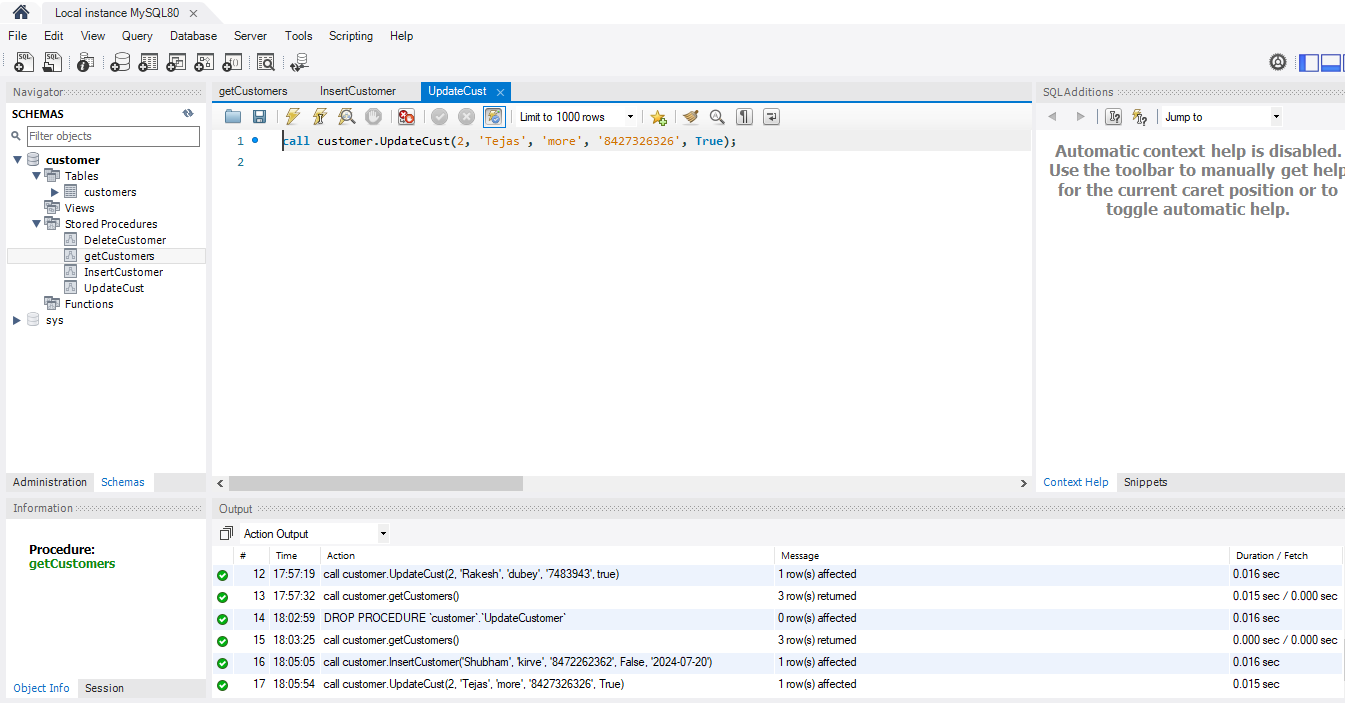 Local instance MySQL80
File Edit View Query Database Server Tools Scripting Help
Navigator
SCHEMAS
Filter objects
customer
Tables
customers
Views
Stored Procedures
DeleteCustomer
getCustomers
InsertCustomer
UpdateCust
Functions
sys
Administration Schemas
Information
Procedure:
getCustomers
Object Info Session
getCustomers InsertCustomer UpdateCust
Limit to 1000 rows
1 call customer.UpdateCust(2, 'Tejas', 'more', '8427326326', True);
2
SQLAdditions
Jump to
Automatic context help is disabled.
Use the toolbar to manually get help
for the current caret position or to
toggle automatic help.
Context Help Snippets
Output
Action Output
# Time Action Message Duration / Fetch
12 17:57:19 call customer.UpdateCust(2, 'Rakesh', 'dubey', '7483943', true) 1 row(s) affected 0.016 sec
13 17:57:32 call customer.getCustomers() 3 row(s) returned 0.015 sec / 0.000 sec
14 18:02:59 DROP PROCEDURE `customer`.`UpdateCustomer` 0 row(s) affected 0.016 sec
15 18:03:25 call customer.getCustomers() 3 row(s) returned 0.000 sec / 0.000 sec
16 18:05:05 call customer.InsertCustomer('Shubham', 'kirve', '8472262362', False, '2024-07-20') 1 row(s) affected 0.016 sec
17 18:05:54 call customer.UpdateCust(2, 'Tejas', 'more', '8427326326', True) 1 row(s) affected 0.015 sec